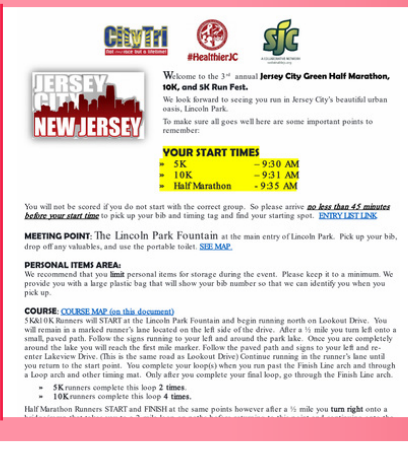 CityTri
#HealthierJC
sjc
JERSEY
CITY
NEW JERSEY
Welcome to the 3rd annual Jersey City Green Half Marathon,
10K, and 5K Run Fest.
We look forward to seeing you run in Jersey City's beautiful urban
oasis, Lincoln Park.
To make sure all goes well here are some important points to
remember:
YOUR START TIMES
» 5K – 9:30 AM
» 10K – 9:31 AM
» Half Marathon - 9:35 AM
You will not be scored if you do not start with the correct group. So please arrive no less than 45 minutes
before your start time to pick up your bib and timing tag and find your starting spot. ENTRY LIST LINK
MEETING POINT: The Lincoln Park Fountain at the main entry of Lincoln Park. Pick up your bib,
drop off any valuables, and use the portable toilet. SEE MAP.
PERSONAL ITEMS AREA:
We recommend that you limit personal items for storage during the event. Please keep it to a minimum. We
provide you with a large plastic bag that will show your bib number so that we can identify you when you
pick up.
COURSE: COURSE MAP (on this document)
5K&10K Runners will START at the Lincoln Park Fountain and begin running north on Lookout Drive. You
will remain in a marked runner's lane located on the left side of the drive. After a ½ mile you turn left onto a
small, paved path. Follow the signs running to your left and around the park lake. Once you are completely
around the lake you will reach the first mile marker. Follow the paved path and signs to your left and re-
enter Lakeview Drive. (This is the same road as Lookout Drive) Continue running in the runner's lane until
you return to the start point. You complete your loop(s) when you run past the Finish Line arch and through
a Loop arch and other timing mat. Only after you complete your final loop, go through the Finish Line arch.
» 5K runners complete this loop 2 times.
» 10K runners complete this loop 4 times.
Half Marathon Runners START and FINISH at the same points however after a ½ mile you turn right onto a